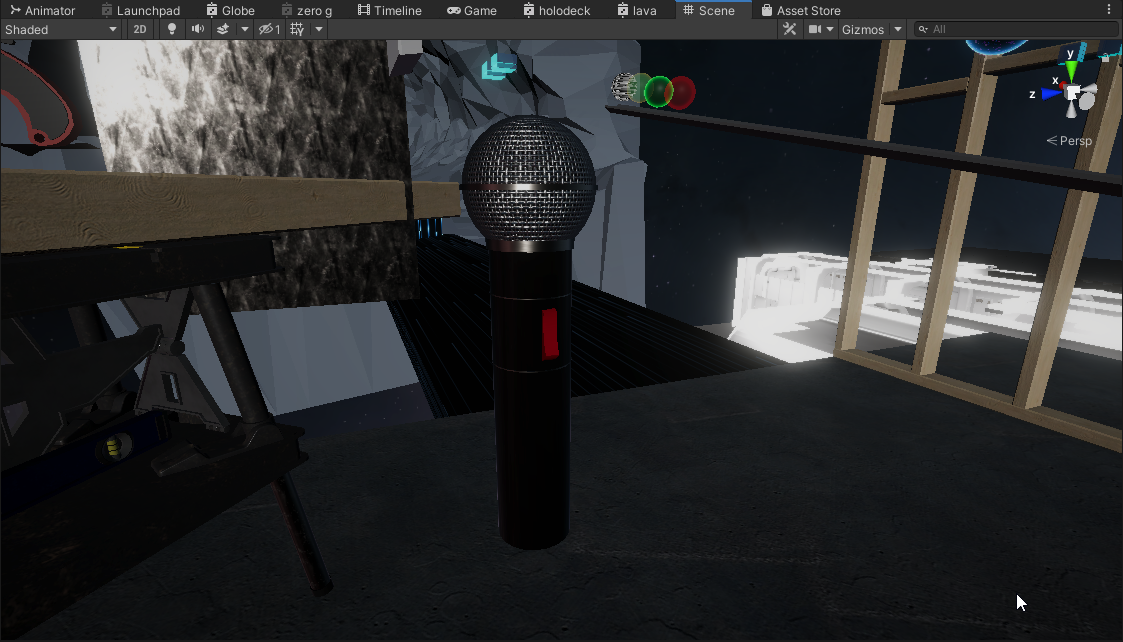 Animator Launchpad Globe zero g Timeline Game holodeck lava Scene Asset Store
Shaded 2D 1 Gizmos All
y
x
z
Persp